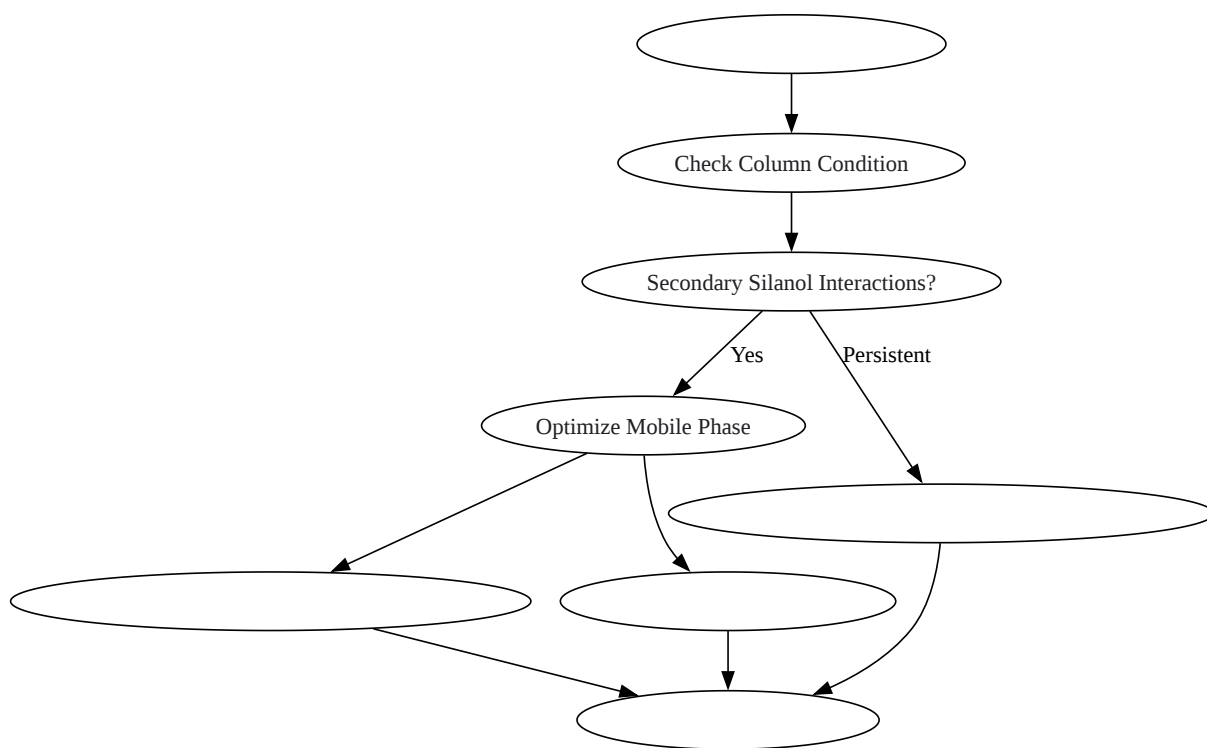 Check Column Condition
Secondary Silanol Interactions?
Yes
Persistent
Optimize Mobile Phase